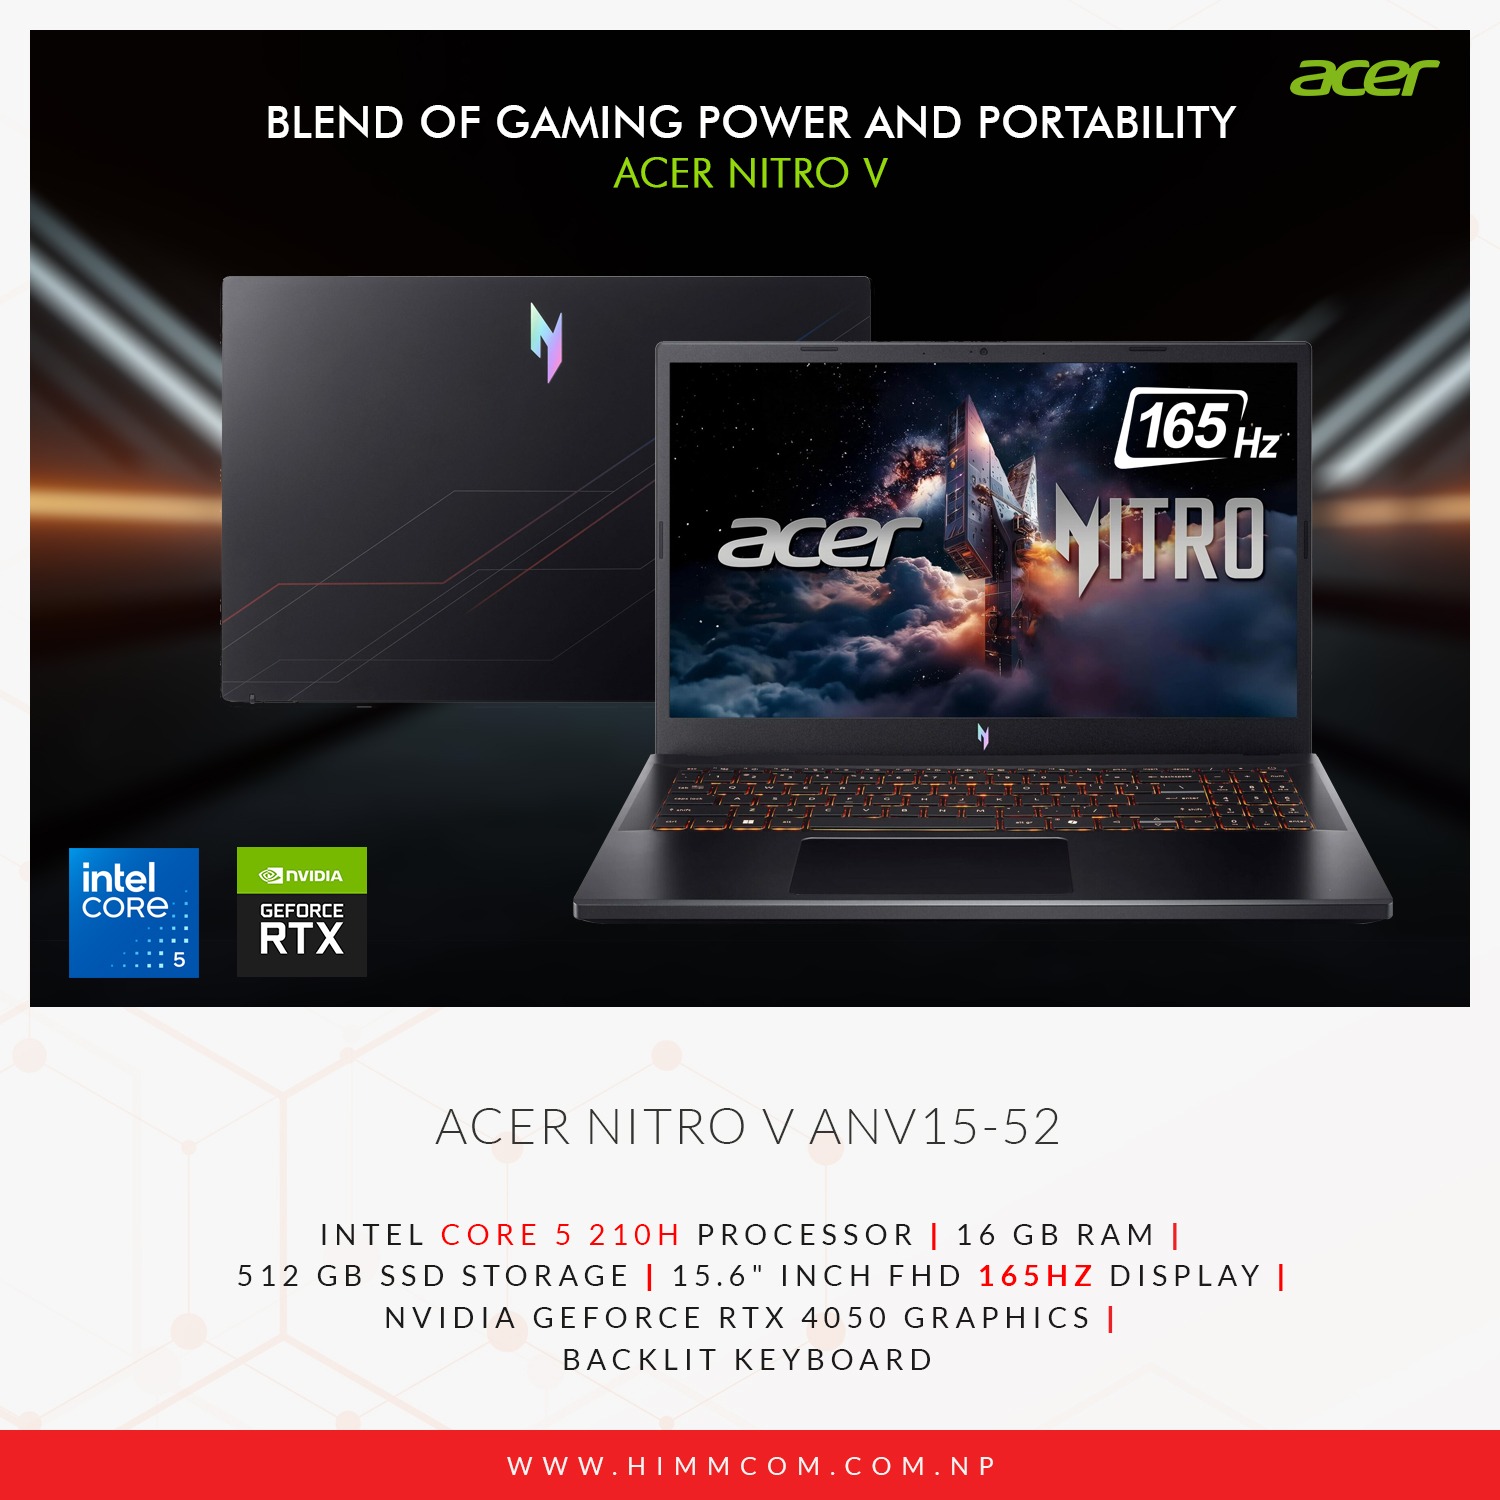 acer
BLEND OF GAMING POWER AND PORTABILITY
ACER NITRO V
165 Hz
acer NITRO
intel
CORE
5
NVIDIA
GEFORCE
RTX
ACER NITRO V ANV15-52
INTEL CORE 5 210H PROCESSOR | 16 GB RAM |
512 GB SSD STORAGE | 15.6" INCH FHD 165HZ DISPLAY |
NVIDIA GEFORCE RTX 4050 GRAPHICS |
BACKLIT KEYBOARD
WWW.HIMMCOM.COM.NP